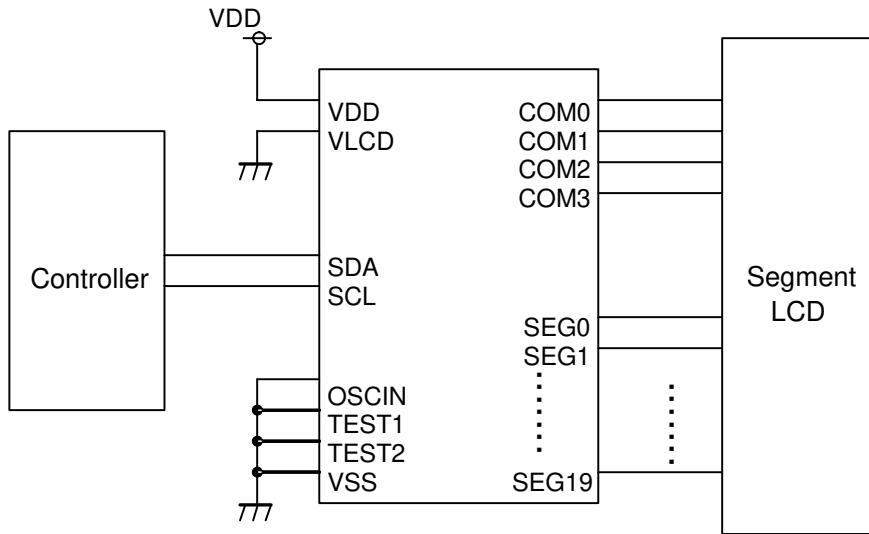 VDD
VDD
VLCD
SDA
SCL
OSCIN
TEST1
TEST2
VSS
COM0
COM1
COM2
COM3
SEG0
SEG1
SEG19
Controller
Segment
LCD